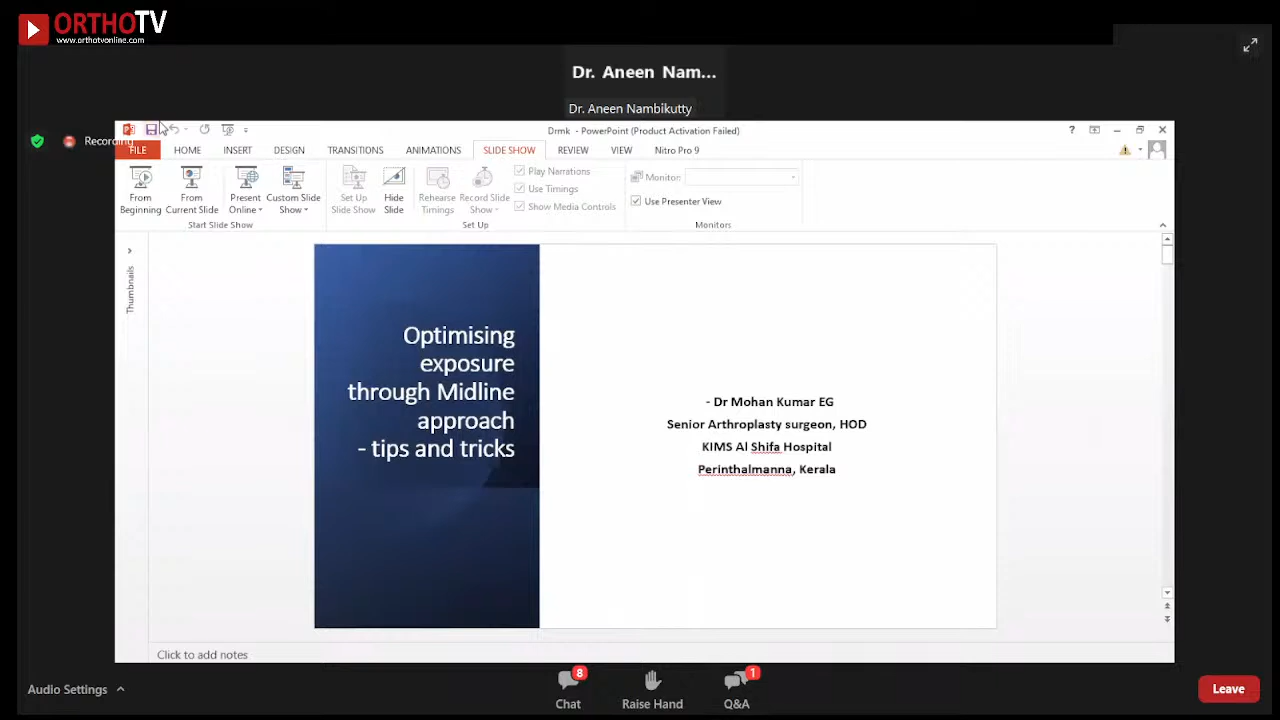 ORTHOTV
www.orthotvonline.com
Dr. Aneen Nam...
Dr. Aneen Nambikutty
Recording
Drmk - PowerPoint (Product Activation Failed)
?
FILE HOME INSERT DESIGN TRANSITIONS ANIMATIONS SLIDE SHOW REVIEW VIEW Nitro Pro 9
From Beginning
From Current Slide
Present Online
Custom Slide Show
Start Slide Show
Set Up Slide Show
Hide Slide
Rehearse Timings
Record Slide Show
Play Narrations
Use Timings
Show Media Controls
Set Up
Monitor:
Use Presenter View
Monitors
Thumbnails
Optimising
exposure
through Midline
approach
- tips and tricks
- Dr Mohan Kumar EG
Senior Arthroplasty surgeon, HOD
KIMS Al Shifa Hospital
Perinthalmanna, Kerala
Click to add notes
Audio Settings
8
Chat
Raise Hand
1
Q&A
Leave